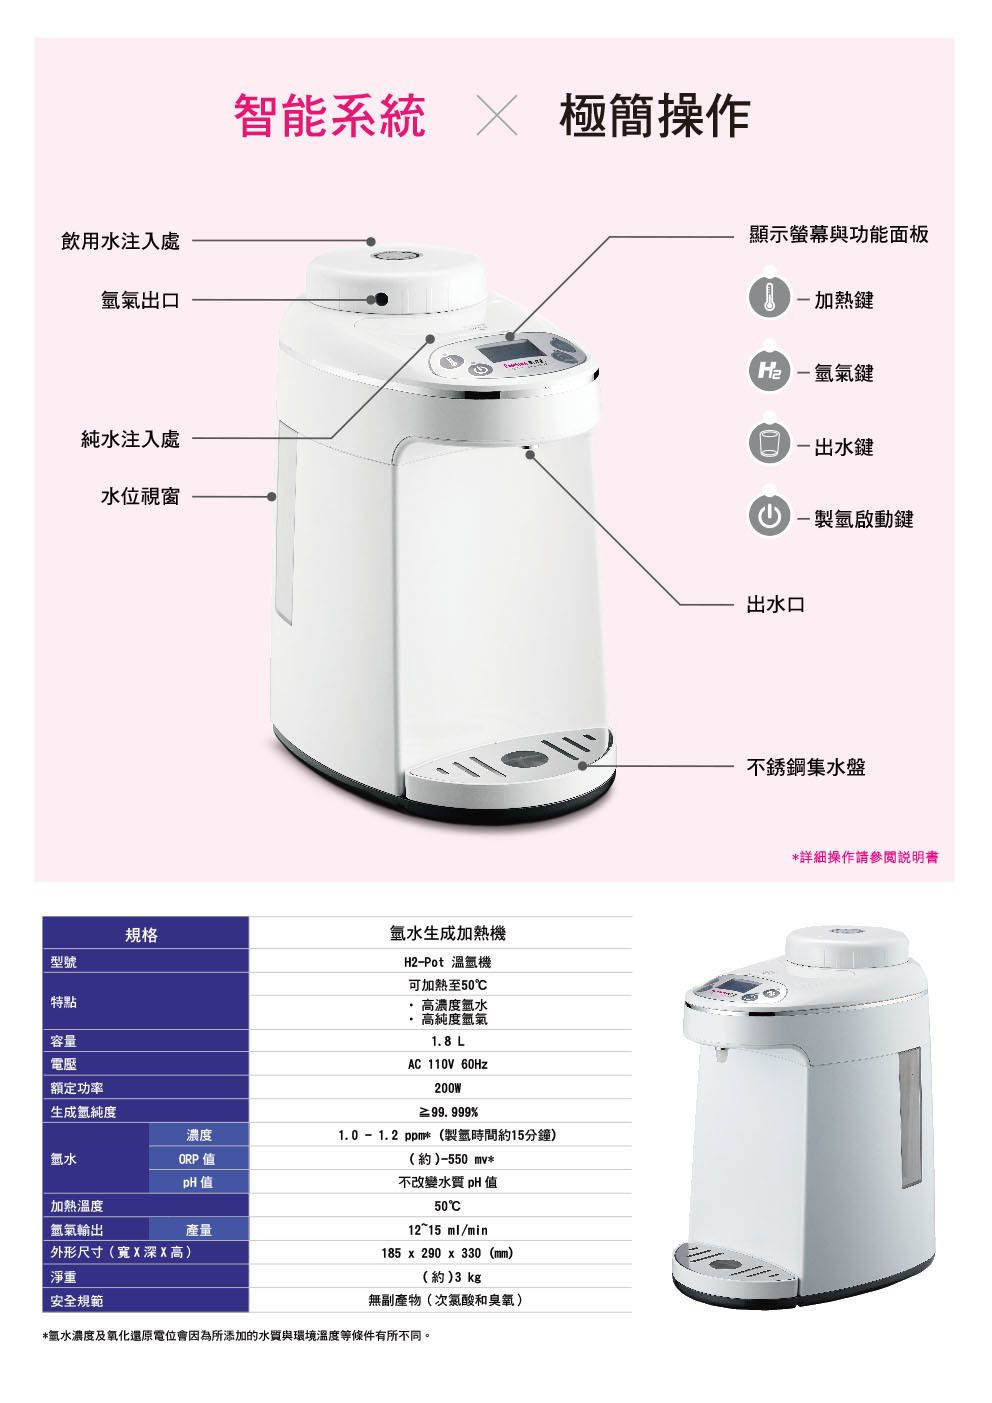 智能系統 × 極簡操作
飲用水注入處
氫氣出口
純水注入處
水位視窗
顯示螢幕與功能面板
加熱鍵
H2
氫氣鍵
出水鍵
製氫啟動鍵
出水口
不銹鋼集水盤
*詳細操作請參閱説明書
規格 氫水生成加熱機
型號 H2-Pot 溫氫機
特點 可加熱至50℃
・高濃度氫水
・高純度氫氣
容量 1.8 L
電壓 AC 110V 60Hz
額定功率 200W
生成氫純度 ≧99.999%
氫水 濃度 1.0 - 1.2 ppm* (製氫時間約15分鐘)
ORP 值 (約)-550 mv*
pH 值 不改變水質 pH 值
加熱溫度 50℃
氫氣輸出 產量 12~15 ml/min
外形尺寸(寬 X 深 X 高) 185 x 290 x 330 (mm)
淨重 (約)3 kg
安全規範 無副產物(次氯酸和臭氧)
*氫水濃度及氧化還原電位會因為所添加的水質與環境溫度等條件有所不同。